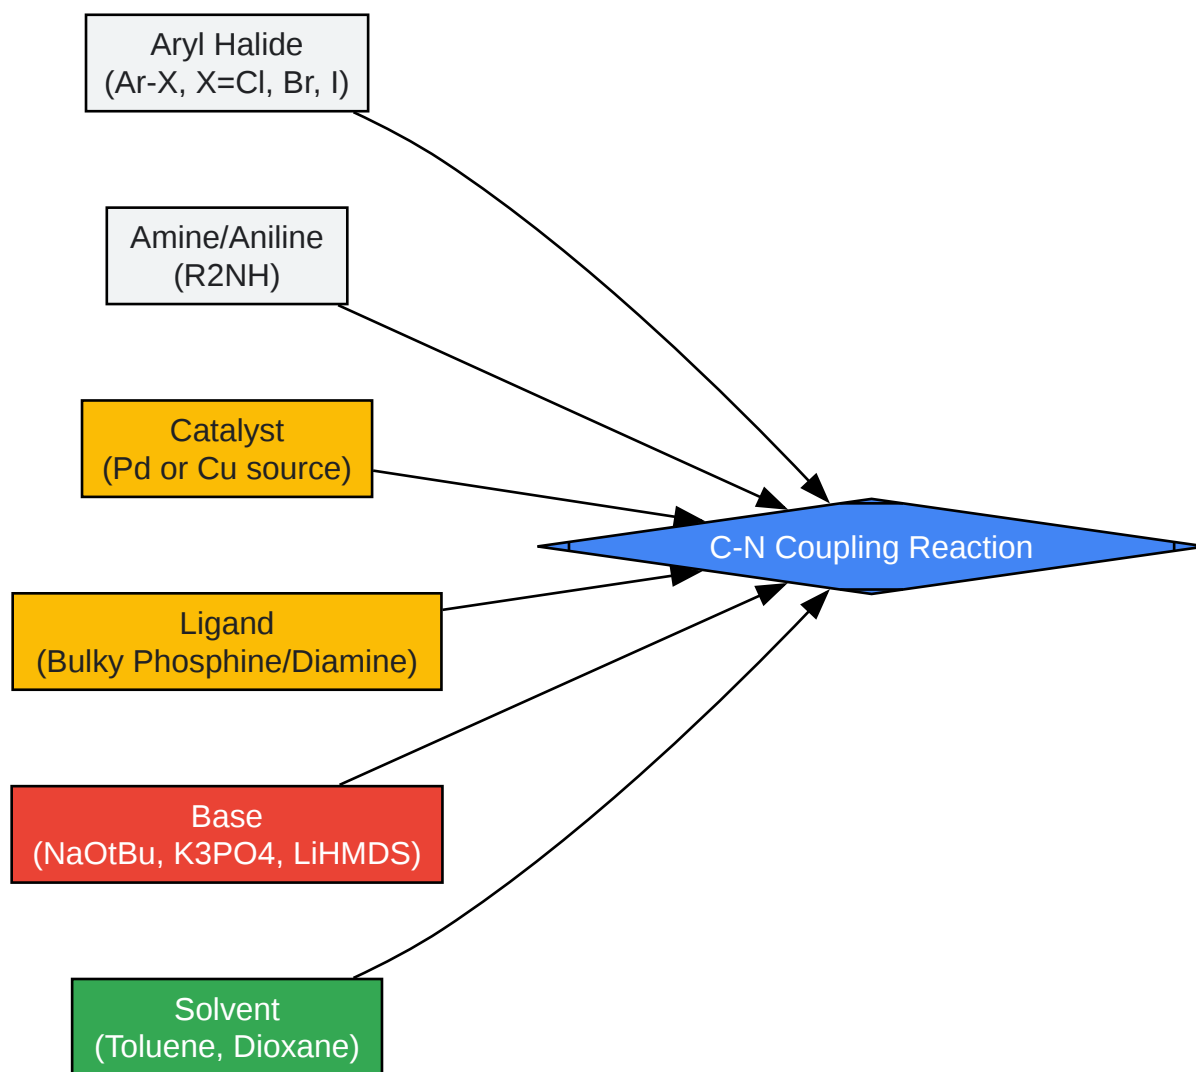 Aryl Halide
(Ar-X, X=Cl, Br, I)
Amine/Aniline
(R2NH)
Catalyst
(Pd or Cu source)
C-N Coupling Reaction
Ligand
(Bulky Phosphine/Diamine)
Base
(NaOtBu, K3PO4, LiHMDS)
Solvent
(Toluene, Dioxane)